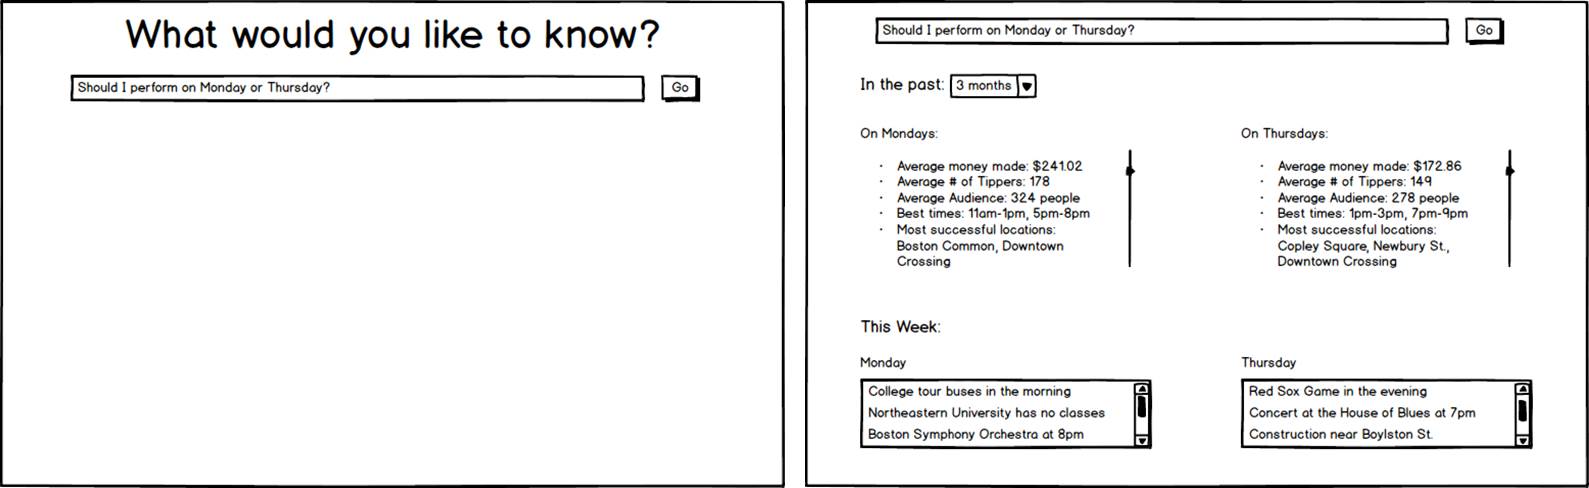 What would you like to know?
Should I perform on Monday or Thursday?
Go
Should I perform on Monday or Thursday?
Go
In the past: 3 months
On Mondays:
· Average money made: $241.02
· Average # of Tippers: 178
· Average Audience: 324 people
· Best times: 11am-1pm, 5pm-8pm
· Most successful locations:
Boston Common, Downtown
Crossing
On Thursdays:
· Average money made: $172.86
· Average # of Tippers: 149
· Average Audience: 278 people
· Best times: 1pm-3pm, 7pm-9pm
· Most successful locations:
Copley Square, Newbury St.,
Downtown Crossing
This Week:
Monday
College tour buses in the morning
Northeastern University has no classes
Boston Symphony Orchestra at 8pm
Thursday
Red Sox Game in the evening
Concert at the House of Blues at 7pm
Construction near Boylston St.